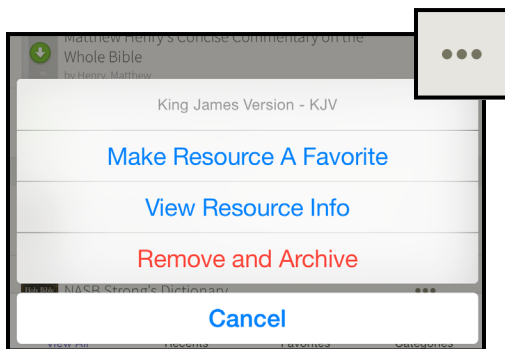 Matthew Henry's Concise Commentary on the
Whole Bible
by Henry, Matthew
King James Version - KJV
Make Resource A Favorite
View Resource Info
Remove and Archive
NASB Strong's Dictionary
Cancel
View All Recents Favorites Categories